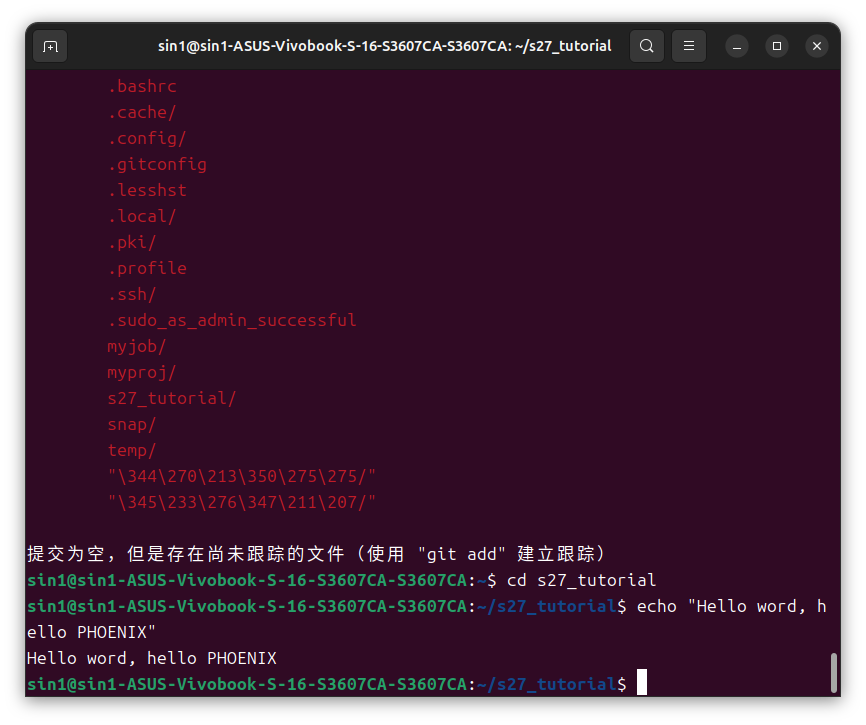 sin1@sin1-ASUS-Vivobook-S-16-S3607CA-S3607CA: ~/s27_tutorial
.bashrc
.cache/
.config/
.gitconfig
.lesshst
.local/
.pki/
.profile
.ssh/
.sudo_as_admin_successful
myjob/
myproj/
s27_tutorial/
snap/
temp/
"\344\270\213\350\275\275/"
"\345\233\276\347\211\207/"
提交为空，但是存在尚未跟踪的文件（使用 "git add" 建立跟踪）
sin1@sin1-ASUS-Vivobook-S-16-S3607CA-S3607CA:~$ cd s27_tutorial
sin1@sin1-ASUS-Vivobook-S-16-S3607CA-S3607CA:~/s27_tutorial$ echo "Hello word, h
ello PHOENIX"
Hello word, hello PHOENIX
sin1@sin1-ASUS-Vivobook-S-16-S3607CA-S3607CA:~/s27_tutorial$